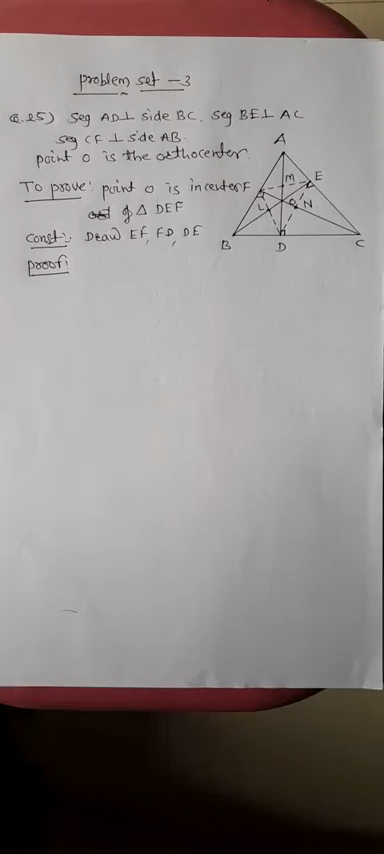 problem set -3
Q.25) seg AD⊥ side BC, seg BE⊥ AC
seg CF ⊥ side AB.
point O is the orthocenter.
To prove: point O is incenter
of △ DEF
Const:. Draw EF, FD, DE
proof:
A
F
M
E
L
O
N
B
D
C